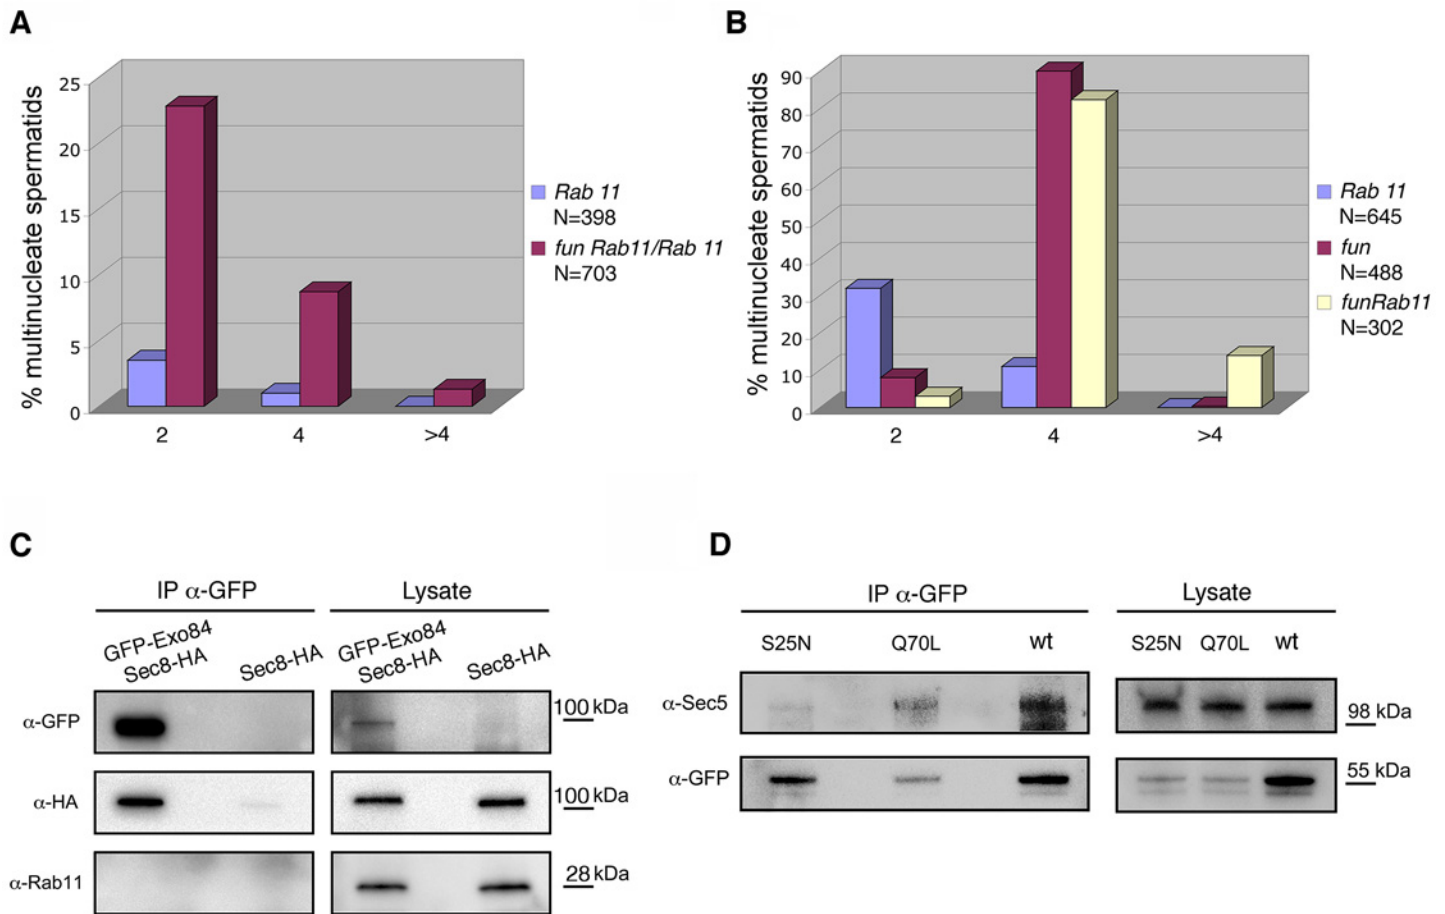 A
% multinucleate spermatids
25
20
15
10
5
0
2 4 >4
Rab 11
N=398
fun Rab11/Rab 11
N=703
B
% multinucleate spermatids
90
80
70
60
50
40
30
20
10
0
2 4 >4
Rab 11
N=645
fun
N=488
funRab11
N=302
C
IP α-GFP Lysate
GFP-Exo84
Sec8-HA
Sec8-HA
GFP-Exo84
Sec8-HA
Sec8-HA
α-GFP 100 kDa
α-HA 100 kDa
α-Rab11 28 kDa
D
IP α-GFP Lysate
S25N Q70L wt S25N Q70L wt
α-Sec5 98 kDa
α-GFP 55 kDa